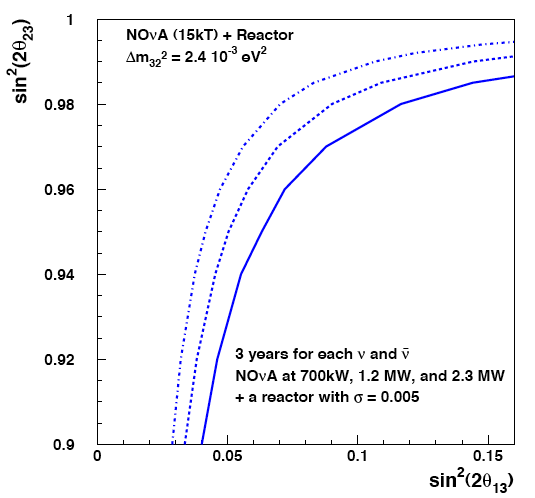 NOνA (15kT) + Reactor
Δm₃₂² = 2.4 10⁻³ eV²
sin²(2θ₂₃)
1
0.98
0.96
0.94
0.92
0.9
3 years for each ν and ν̄
NOνA at 700kW, 1.2 MW, and 2.3 MW
+ a reactor with σ = 0.005
0
0.05
0.1
0.15
sin²(2θ₁₃)